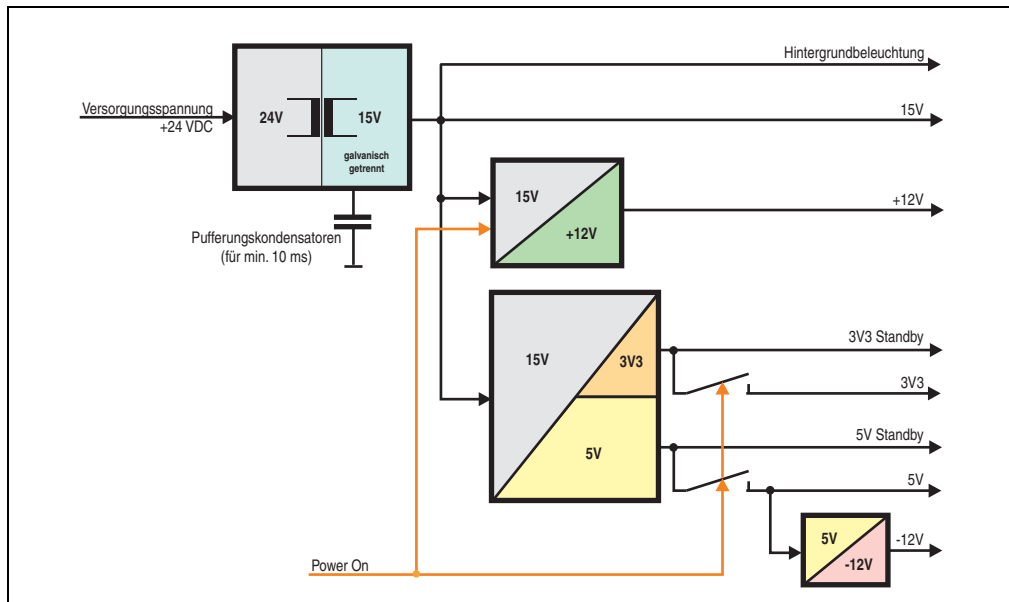 Hintergrundbeleuchtung
Versorgungsspannung
+24 VDC
24V
15V
15V
galvanisch
getrennt
15V
+12V
+12V
Pufferungskondensatoren
(für min. 10 ms)
15V
3V3
3V3 Standby
3V3
5V
5V Standby
5V
5V
-12V
-12V
Power On